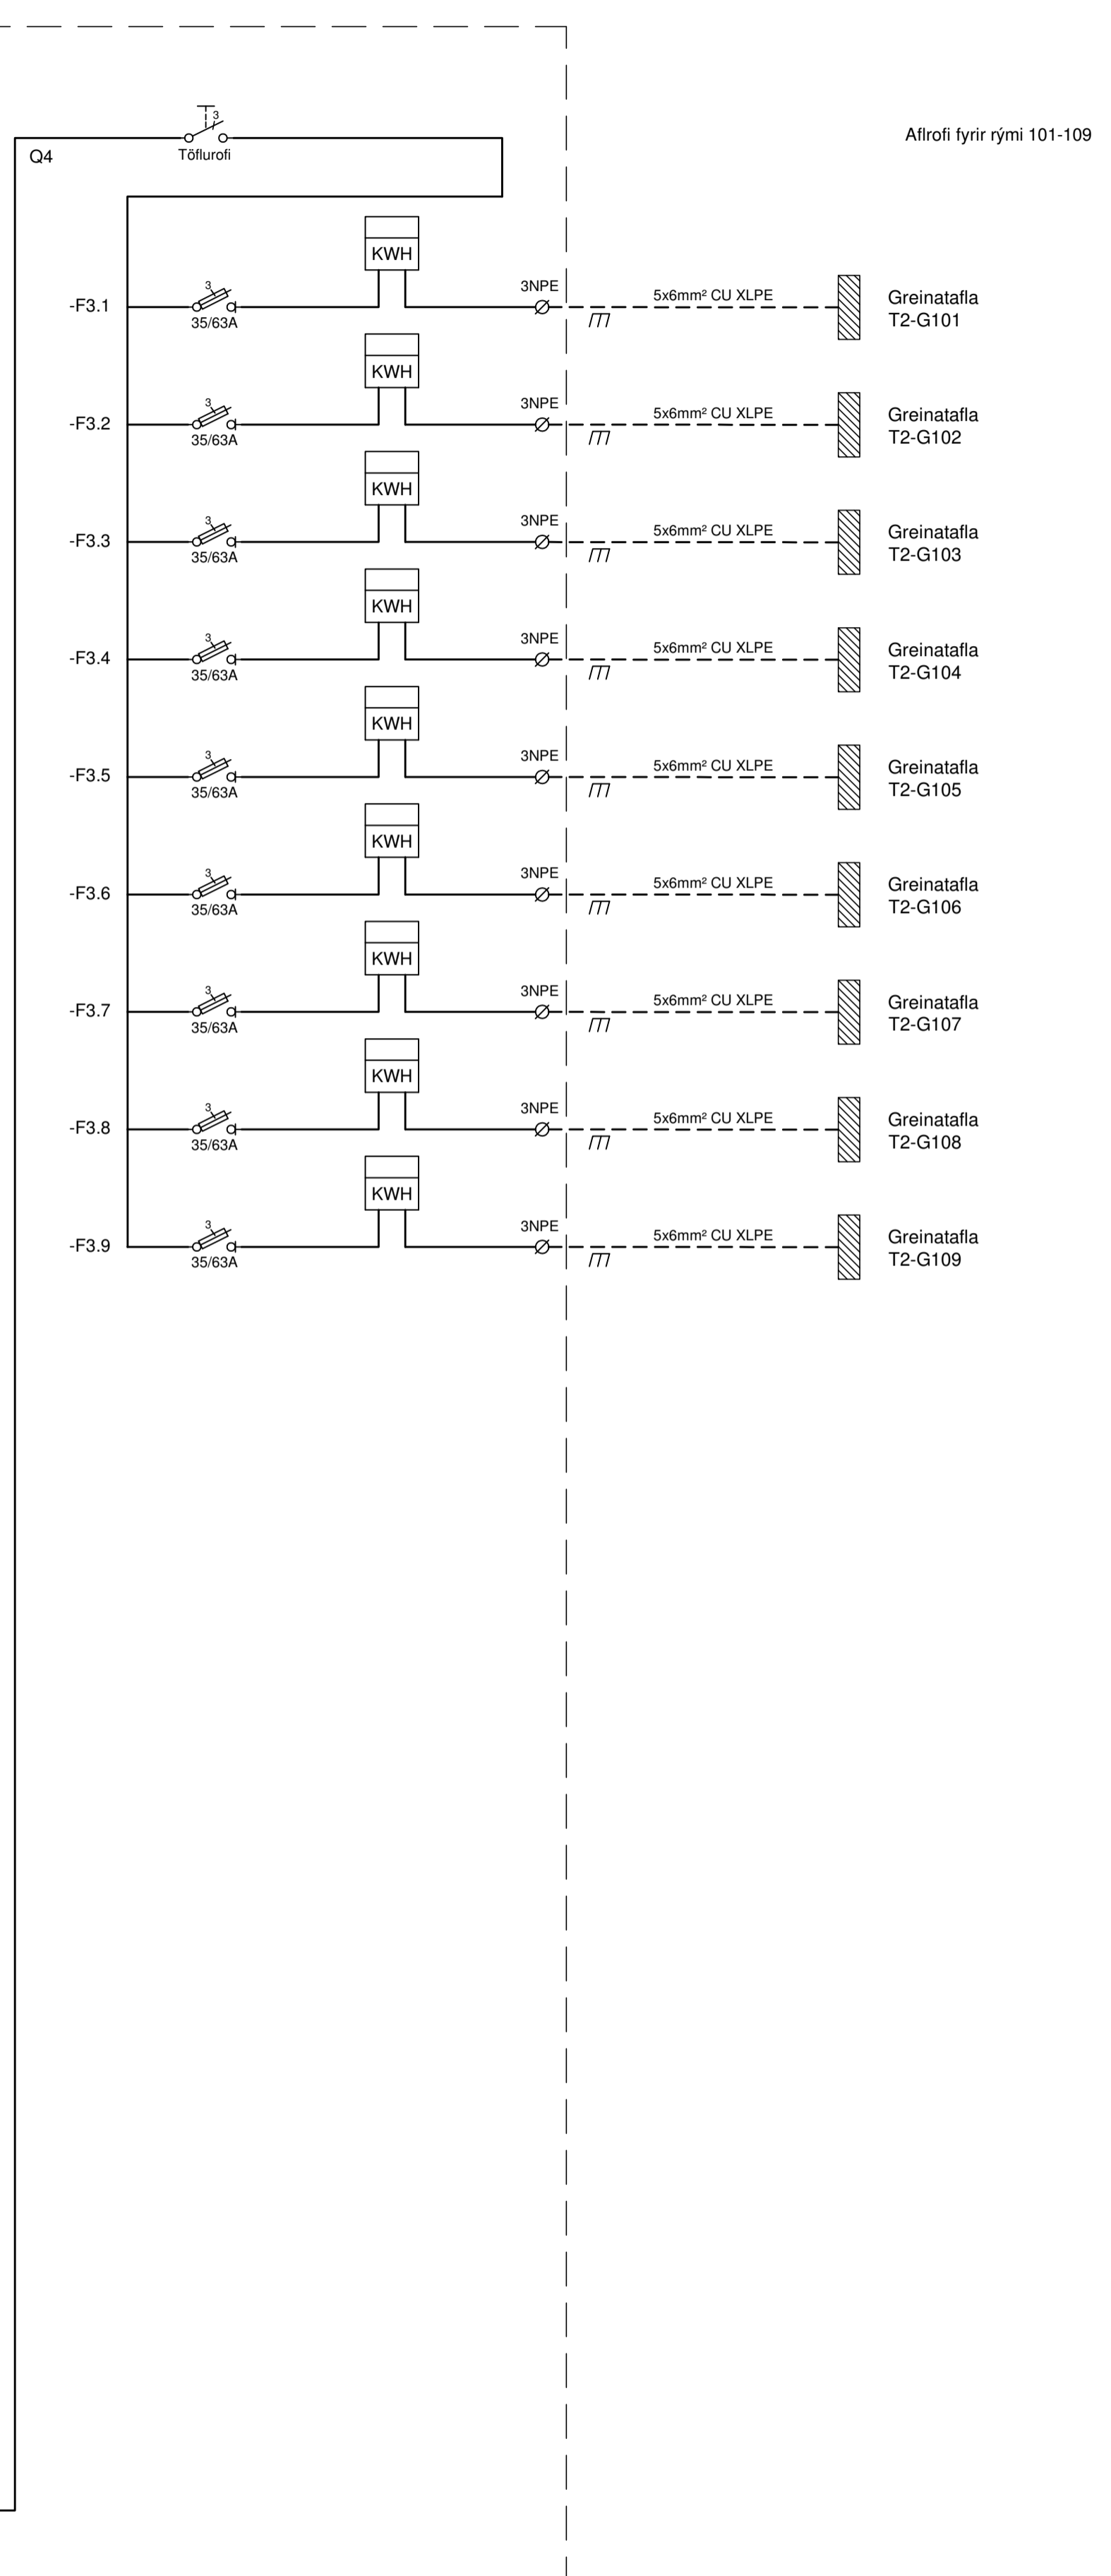 3
Aflrofi fyrir rými 101-109
Q4
Töflurofi
KWH
3
3NPE
5x6mm² CU XLPE
-F3.1
35/63A
Greinatafla
T2-G101
KWH
3
3NPE
5x6mm² CU XLPE
-F3.2
35/63A
Greinatafla
T2-G102
KWH
3
3NPE
5x6mm² CU XLPE
-F3.3
35/63A
Greinatafla
T2-G103
KWH
3
3NPE
5x6mm² CU XLPE
-F3.4
35/63A
Greinatafla
T2-G104
KWH
3
3NPE
5x6mm² CU XLPE
-F3.5
35/63A
Greinatafla
T2-G105
KWH
3
3NPE
5x6mm² CU XLPE
-F3.6
35/63A
Greinatafla
T2-G106
KWH
3
3NPE
5x6mm² CU XLPE
-F3.7
35/63A
Greinatafla
T2-G107
KWH
3
3NPE
5x6mm² CU XLPE
-F3.8
35/63A
Greinatafla
T2-G108
KWH
3
3NPE
5x6mm² CU XLPE
-F3.9
35/63A
Greinatafla
T2-G109